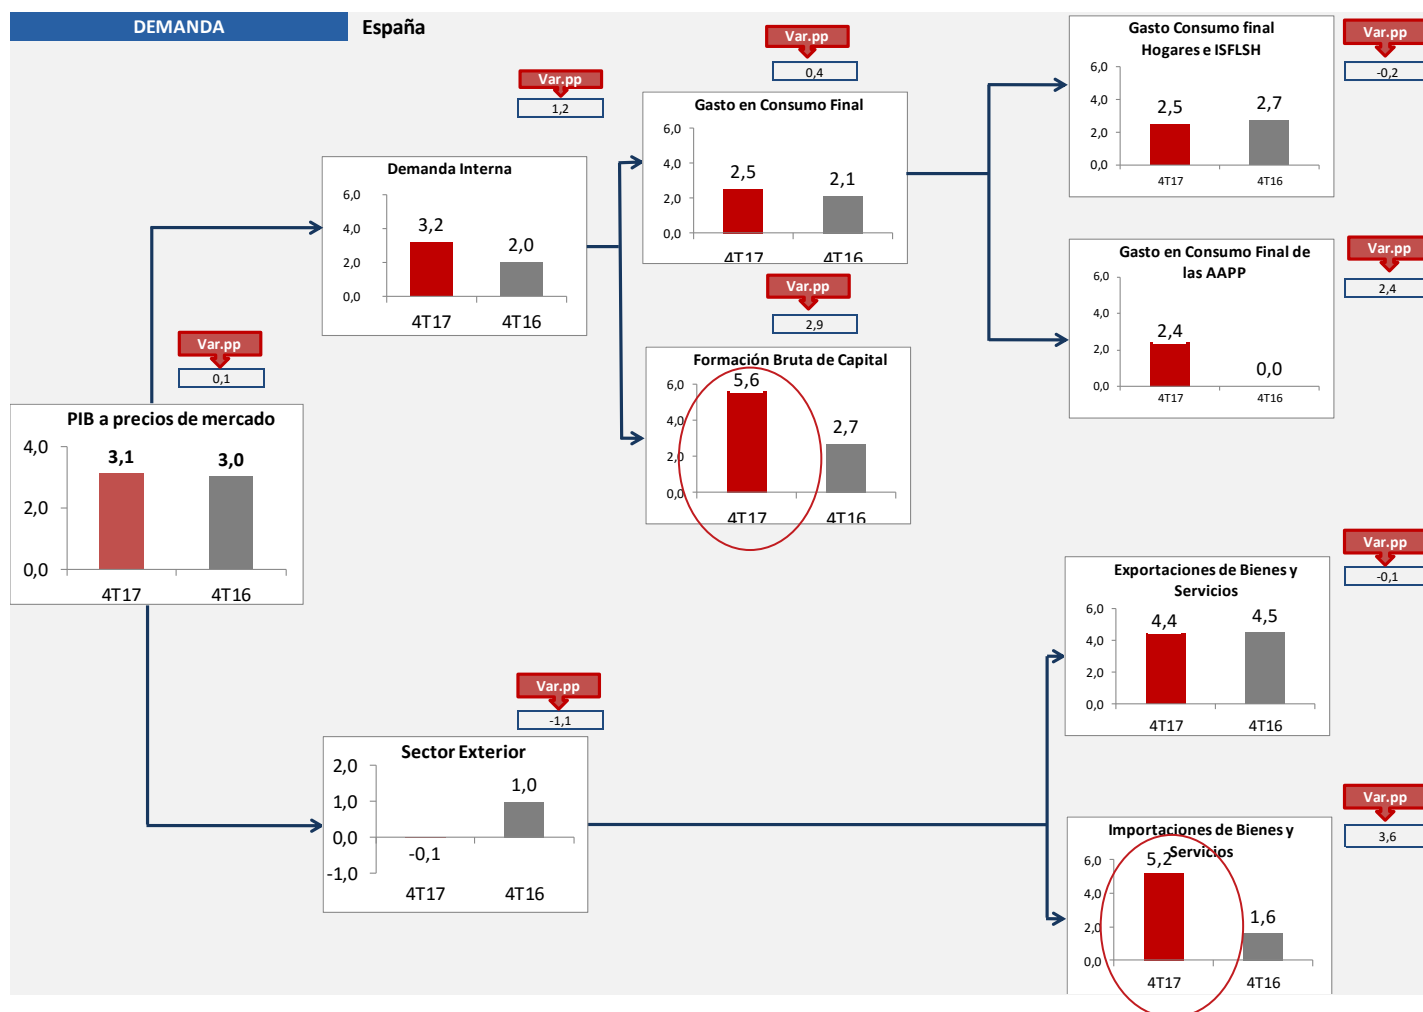 DEMANDA
España
Var.pp
0,1
PIB a precios de mercado
4,0
2,0
0,0
3,1
3,0
4T17
4T16
Var.pp
1,2
Demanda Interna
6,0
4,0
2,0
0,0
3,2
2,0
4T17
4T16
Var.pp
0,4
Gasto en Consumo Final
6,0
4,0
2,0
0,0
2,5
2,1
4T17
4T16
Var.pp
2,9
Formación Bruta de Capital
6,0
4,0
2,0
0,0
5,6
2,7
4T17
4T16
Gasto Consumo final
Hogares e ISFLSH
Var.pp
-0,2
6,0
4,0
2,0
0,0
2,5
2,7
4T17
4T16
Gasto en Consumo Final de
las AAPP
Var.pp
2,4
6,0
4,0
2,0
0,0
2,4
0,0
4T17
4T16
Var.pp
-1,1
Sector Exterior
2,0
1,0
0,0
-1,0
-0,1
1,0
4T17
4T16
Var.pp
-0,1
Exportaciones de Bienes y
Servicios
6,0
4,0
2,0
0,0
4,4
4,5
4T17
4T16
Var.pp
3,6
Importaciones de Bienes y
Servicios
6,0
4,0
2,0
0,0
5,2
1,6
4T17
4T16